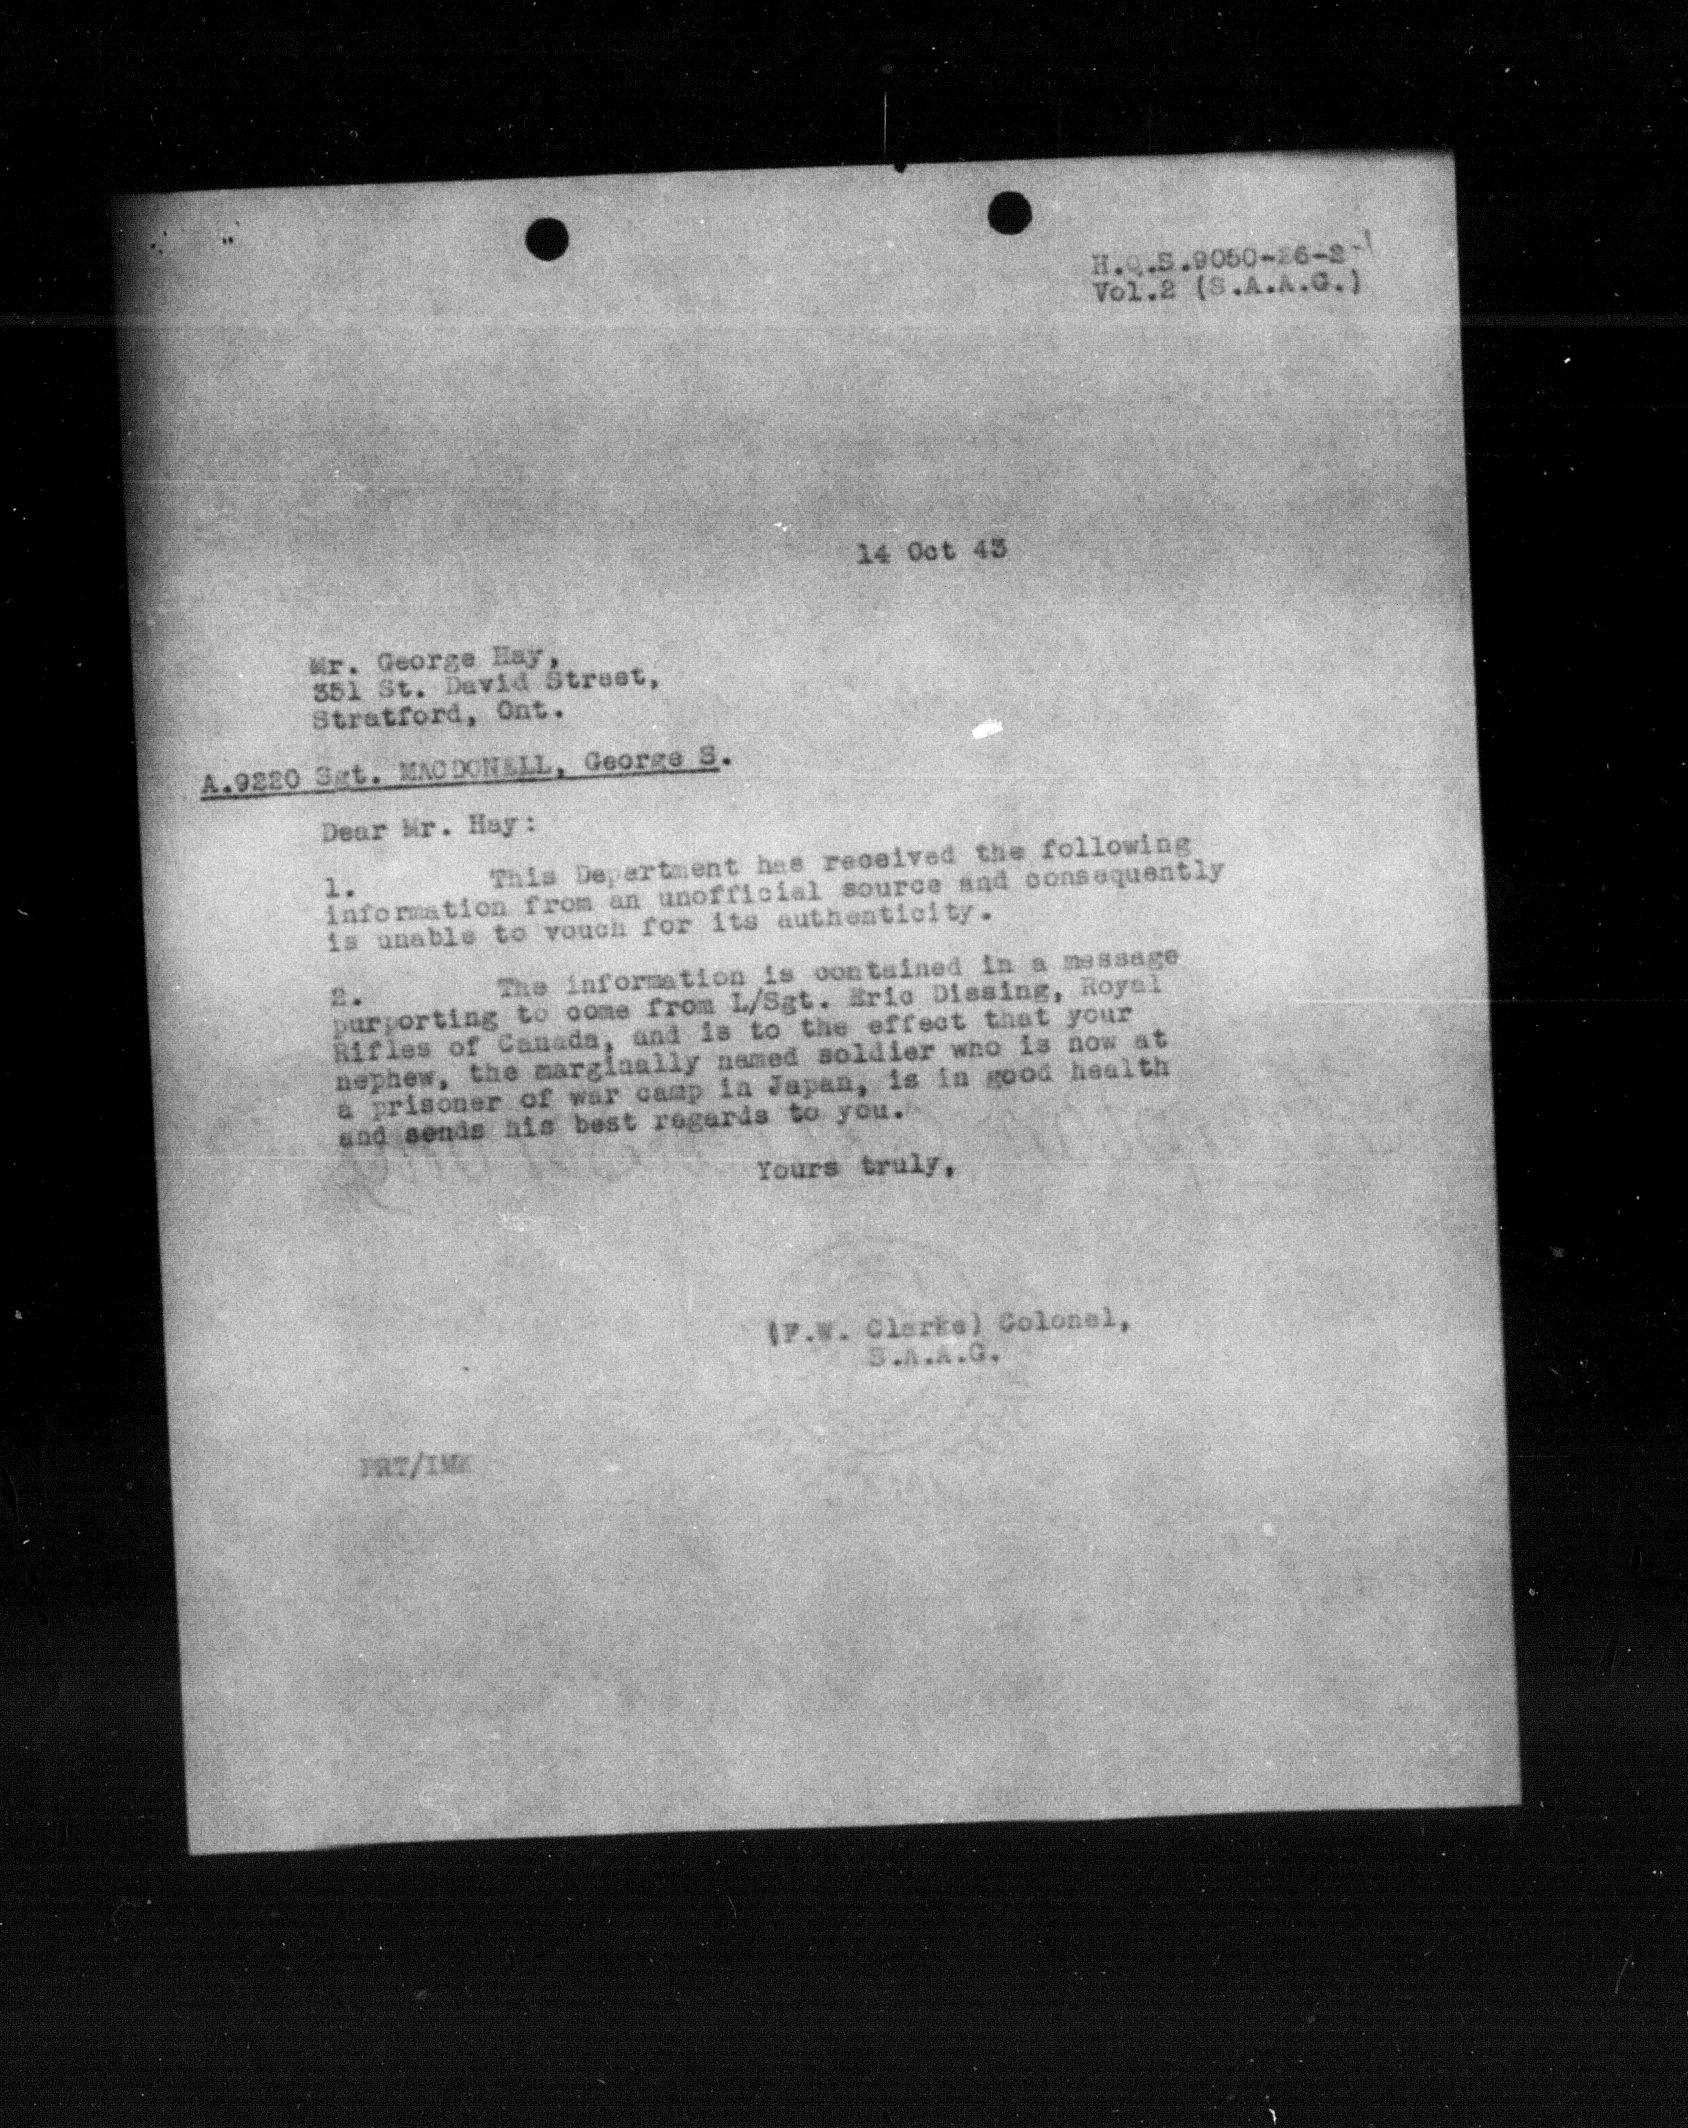 H.Q.S.9050-26-2
Vol.2 (S.A.A.G.)
14 Oct 43
Mr. George Hay,
351 St. David Street,
Stratford, Ont.
A.9220 Sgt. MACDONELL, George S.
Dear Mr. Hay:
1. This Department has received the following
information from an unofficial source and consequently
is unable to vouch for its authenticity.
2. The information is contained in a message
purporting to come from L/Sgt. Eric Dissing, Royal
Rifles of Canada, and is to the effect that your
nephew, the marginally named soldier who is now at
a prisoner of war camp in Japan, is in good health
and sends his best regards to you.
Yours truly,
(F.W. Clarke) Colonel,
S.A.A.G.